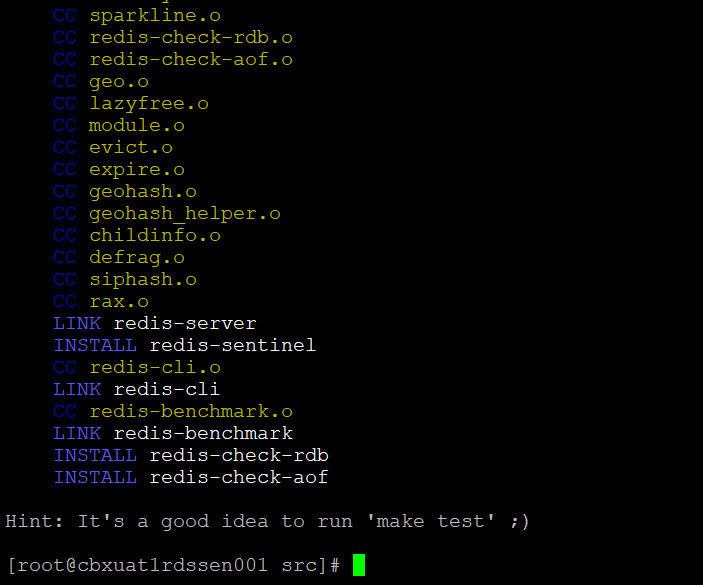 CC sparkline.o
CC redis-check-rdb.o
CC redis-check-aof.o
CC geo.o
CC lazyfree.o
CC module.o
CC evict.o
CC expire.o
CC geohash.o
CC geohash_helper.o
CC childinfo.o
CC defrag.o
CC siphash.o
CC rax.o
LINK redis-server
INSTALL redis-sentinel
CC redis-cli.o
LINK redis-cli
CC redis-benchmark.o
LINK redis-benchmark
INSTALL redis-check-rdb
INSTALL redis-check-aof
Hint: It's a good idea to run 'make test' ;)
[root@cbxuat1rdssen001 src]#